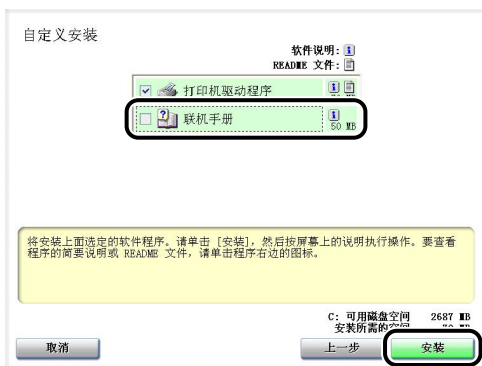 自定义安装
软件说明:
README 文件:
打印机驱动程序
联机手册
50 MB
将安装上面选定的软件程序。请单击 [安装]，然后按屏幕上的说明执行操作。要查看
程序的简要说明或 README 文件，请单击程序右边的图标。
C: 可用磁盘空间 2687 MB
安装所需的空间
取消
上一步
安装